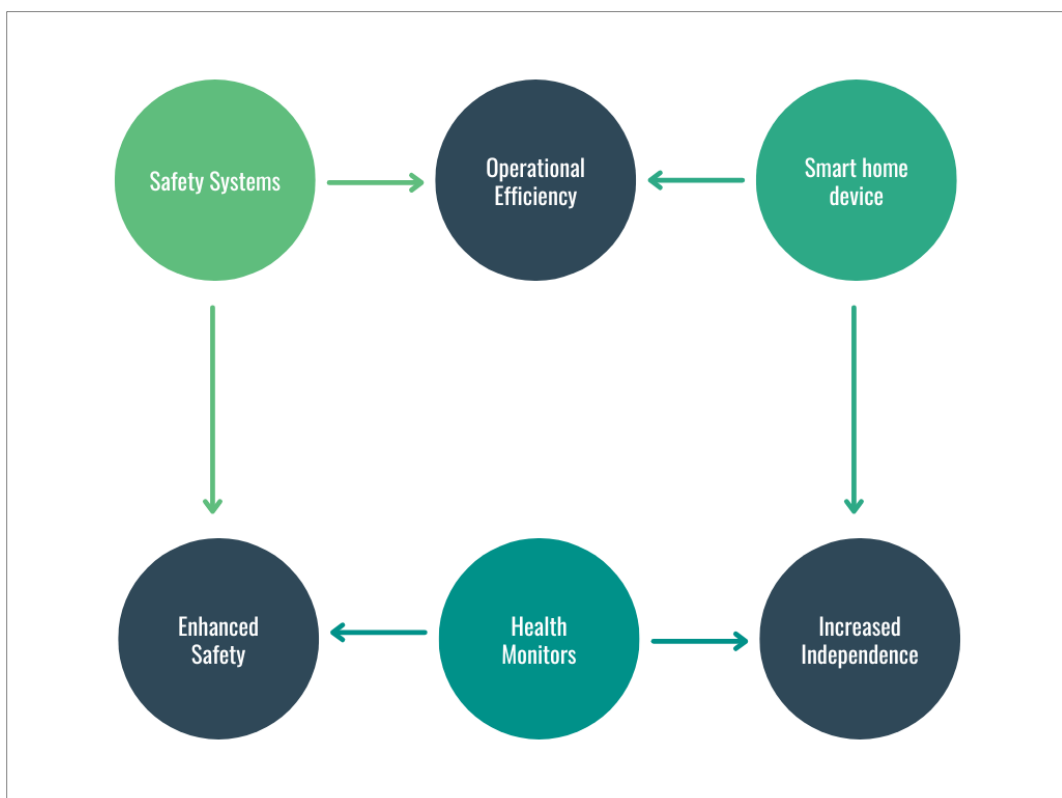 Safety Systems
Operational
Efficiency
Smart home
device
Enhanced
Safety
Health
Monitors
Increased
Independence